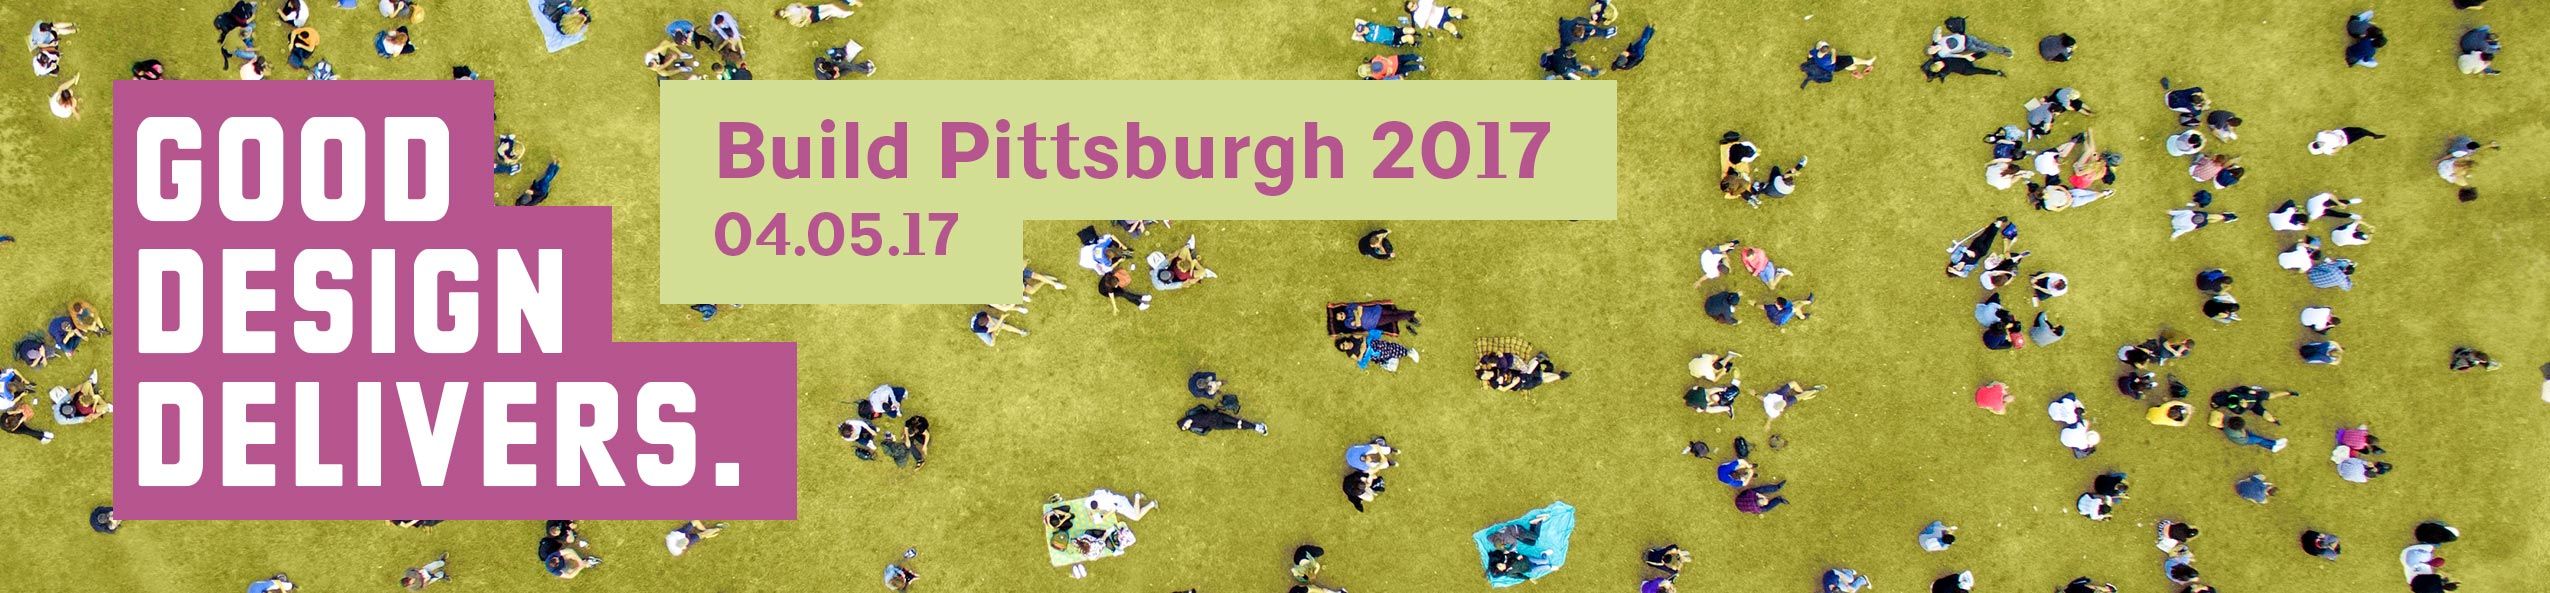 GOOD
DESIGN
DELIVERS.
Build Pittsburgh 2017
04.05.17